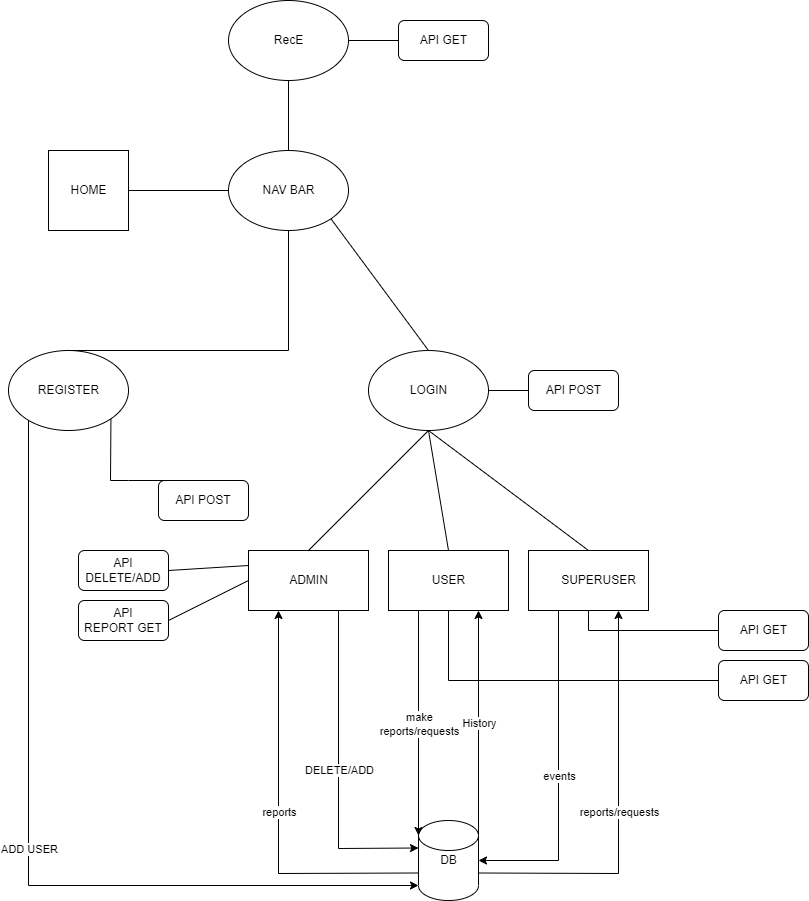 RecE
API GET
HOME
NAV BAR
REGISTER
LOGIN
API POST
API POST
API
DELETE/ADD
ADMIN
USER
SUPERUSER
API
REPORT GET
API GET
API GET
make
reports/requests
History
DELETE/ADD
events
reports
reports/requests
ADD USER
DB